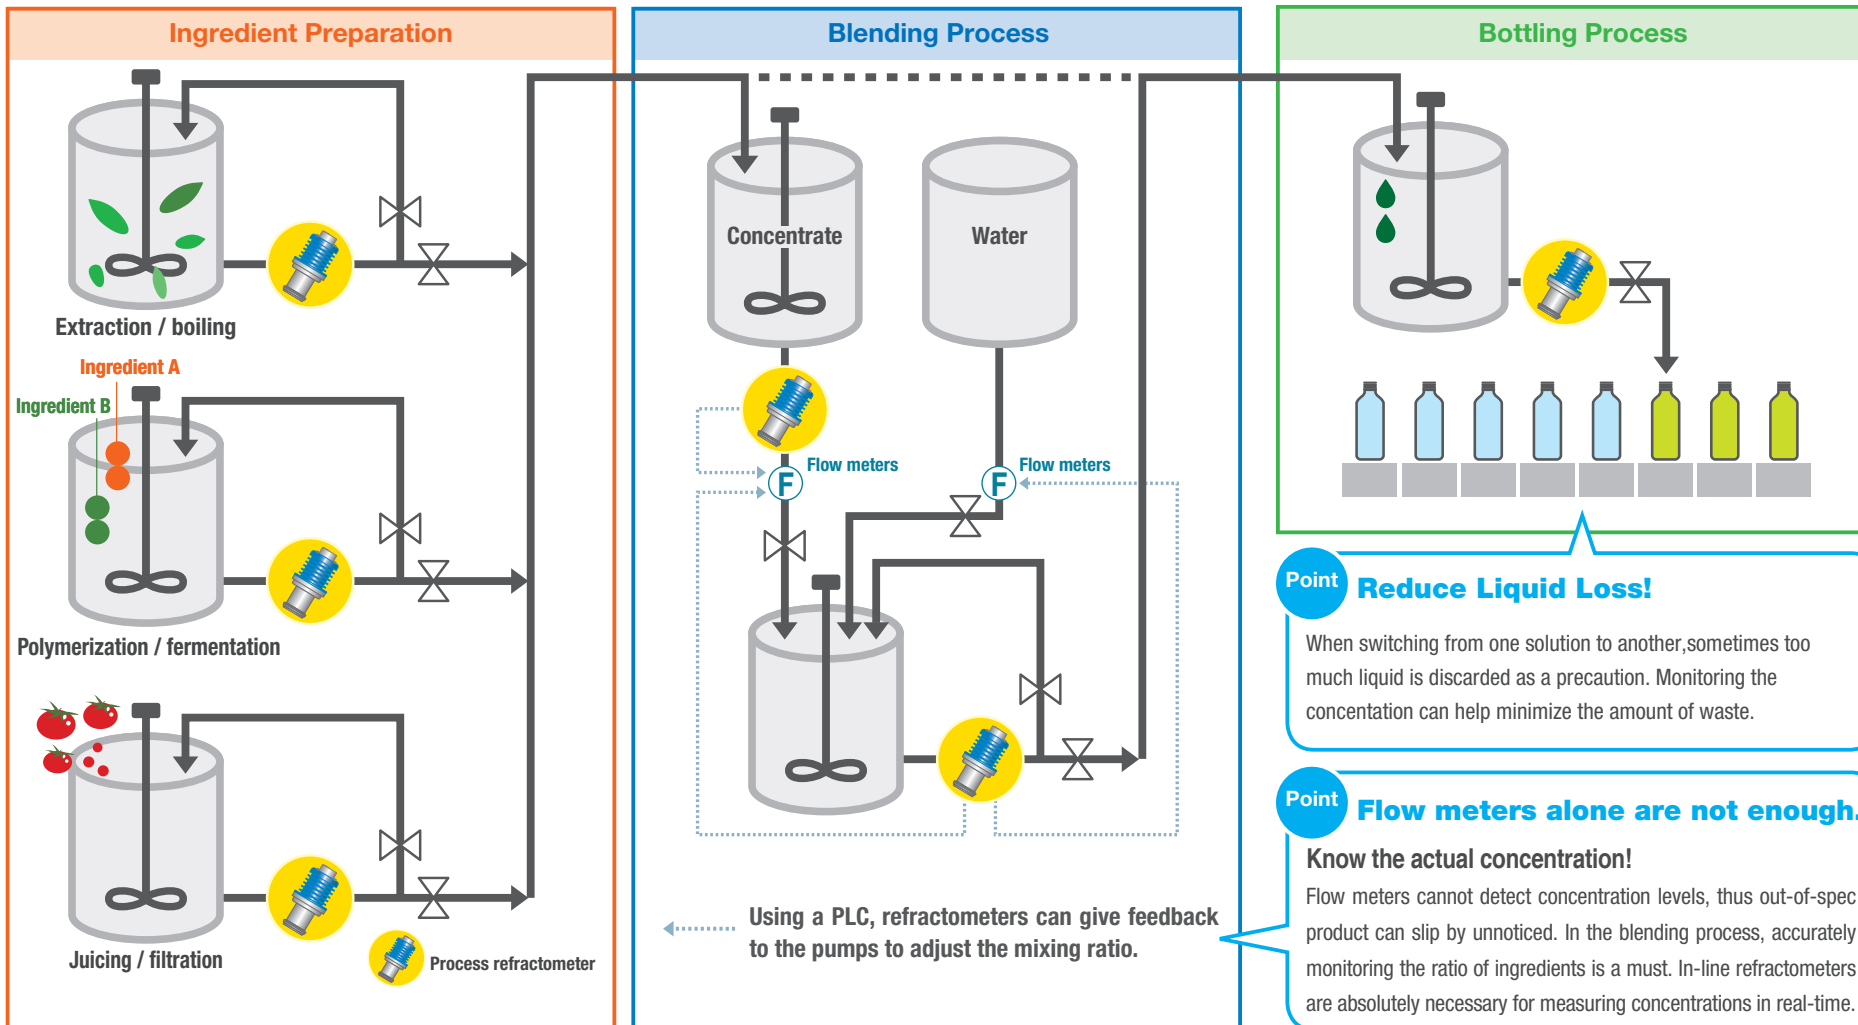 Ingredient Preparation
Extraction / boiling
Ingredient A
Ingredient B
Polymerization / fermentation
Juicing / filtration
Process refractometer
Blending Process
Concentrate
Water
Flow meters
F
Flow meters
F
Using a PLC, refractometers can give feedback
to the pumps to adjust the mixing ratio.
Bottling Process
Point
Reduce Liquid Loss!
When switching from one solution to another,sometimes too
much liquid is discarded as a precaution. Monitoring the
concentation can help minimize the amount of waste.
Point
Flow meters alone are not enough.
Know the actual concentration!
Flow meters cannot detect concentration levels, thus out-of-spec
product can slip by unnoticed. In the blending process, accurately
monitoring the ratio of ingredients is a must. In-line refractometers
are absolutely necessary for measuring concentrations in real-time.